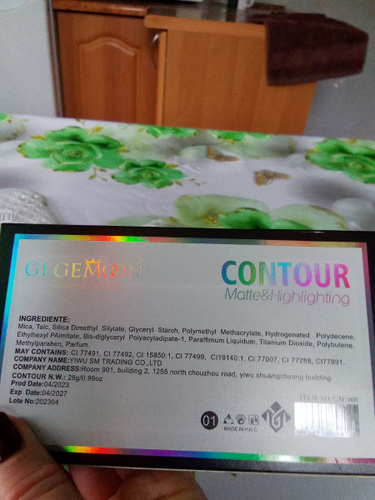 GEGEMOON
CONTOUR
Matte&Highlighting
INGREDIENTE:
Mica, Talc, Silica Dimethyl Silylate, Glyceryl Starch, Polymethyl Methacrylate, Hydrogenated Polydecene,
Ethylhexyl PAlmitate, Bis-diglyceryl Polyacyladipate-1, Paraffinum Liquidum, Titanium Dioxide, Polybutene,
Methylparaben, Parfum.
MAY CONTAINS: CI 77491, CI 77492, CI 15850:1, CI 77499, CI19140:1, CI 77007, CI 77288, CI77891.
COMPANY NAME:YIWU SM TRADING CO.,LTD
COMPANY ADDRESS:Room 901, building 2, 1255 north chouzhou road, yiwu shuangchuang building
CONTOUR N.W.: 28g/0.99oz
Prod Date:04/2023
Exp Date:04/2027
Lote No:202304
01
MADE IN P.R.C
ITEM NO:GM-008